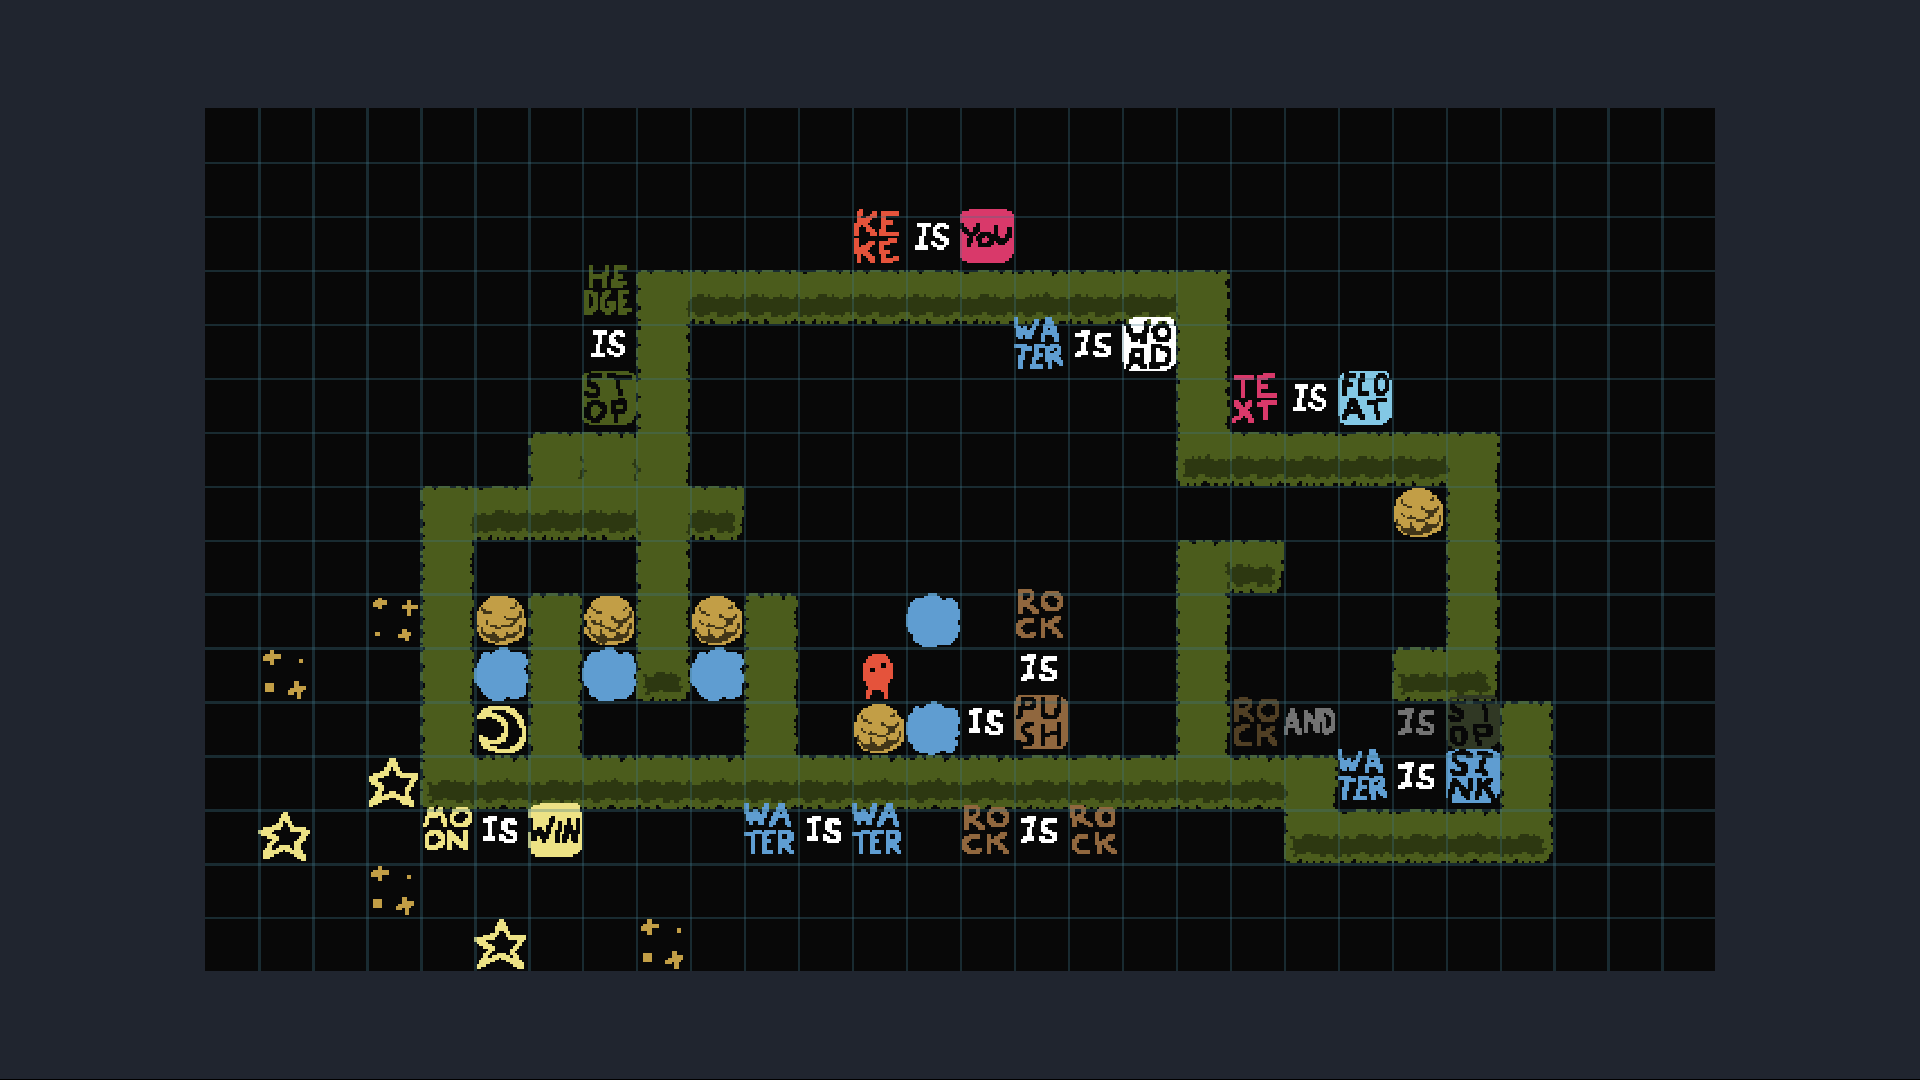 KEKE IS YOU
HEDGE IS STOP
WATER IS WORD
TEXT IS FLOAT
ROCK IS PUSH
IS
ROCK AND IS STOP
WATER IS SINK
MOON IS WIN
WATER IS WATER
ROCK IS ROCK